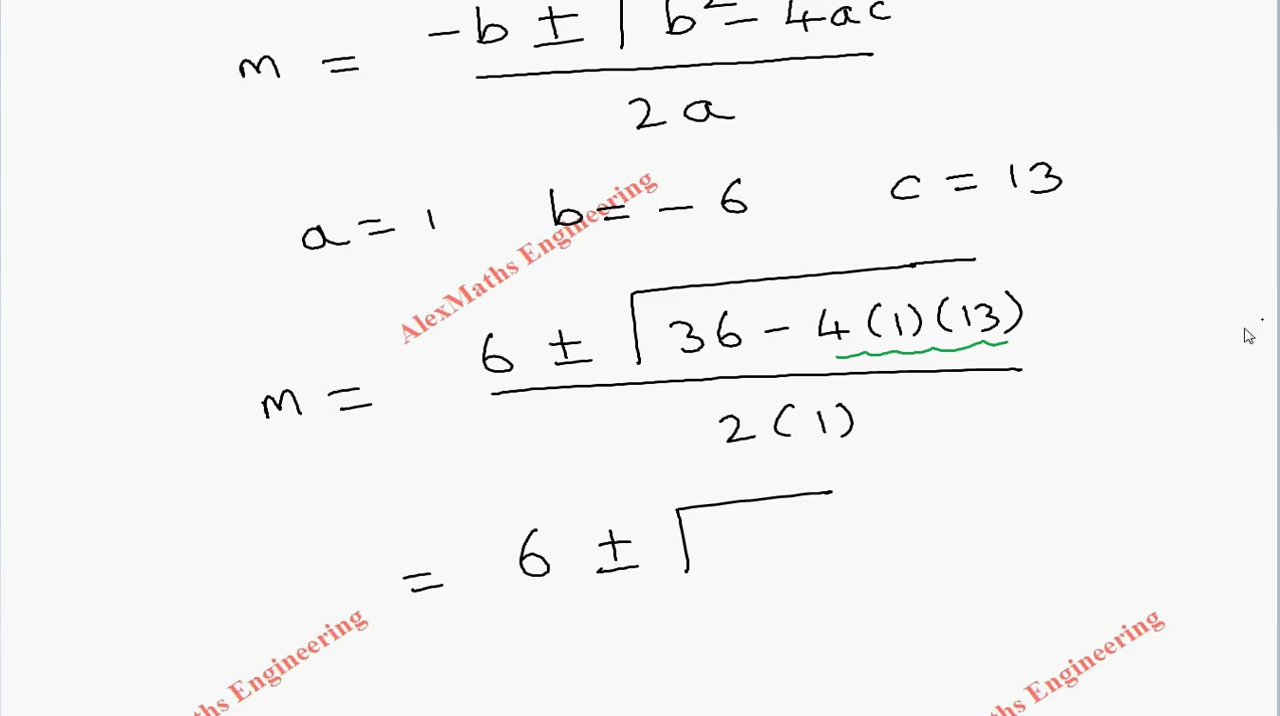 m = -b ± √ b² - 4ac
2a
a = 1 b = - 6 c = 13
AlexMaths Engineering
m = 6 ± √36 - 4(1)(13)
2(1)
= 6 ± √
ths Engineering
Maths Engineering